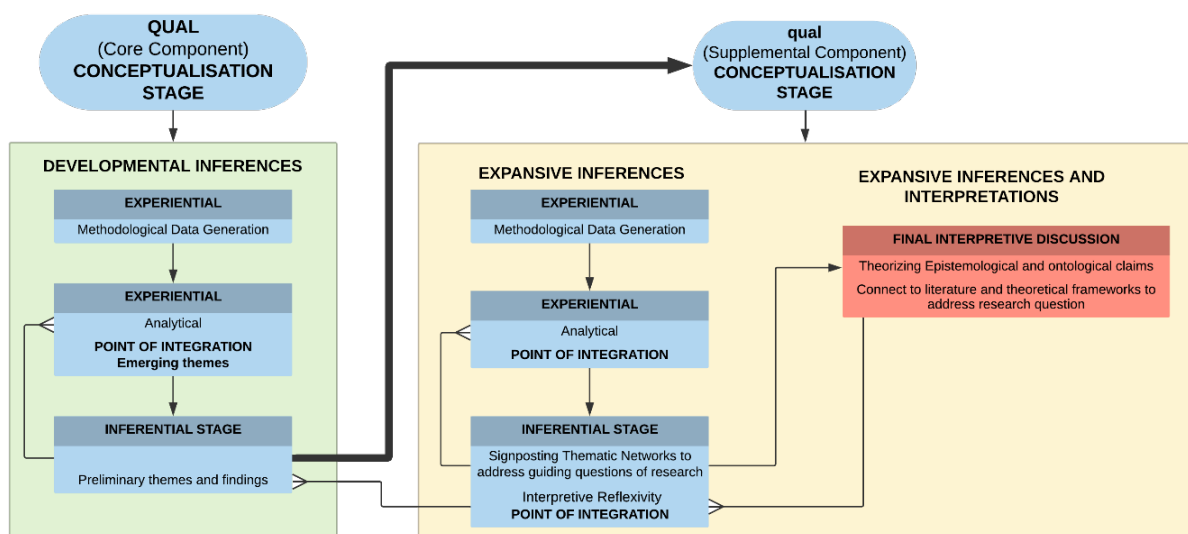 QUAL
(Core Component)
CONCEPTUALISATION
STAGE
qual
(Supplemental Component)
CONCEPTUALISATION
STAGE
DEVELOPMENTAL INFERENCES
EXPERIENTIAL
Methodological Data Generation
EXPERIENTIAL
Analytical
POINT OF INTEGRATION
Emerging themes
INFERENTIAL STAGE
Preliminary themes and findings
EXPANSIVE INFERENCES
EXPERIENTIAL
Methodological Data Generation
EXPERIENTIAL
Analytical
POINT OF INTEGRATION
INFERENTIAL STAGE
Signposting Thematic Networks to
address guiding questions of research
Interpretive Reflexivity
POINT OF INTEGRATION
EXPANSIVE INFERENCES AND
INTERPRETATIONS
FINAL INTERPRETIVE DISCUSSION
Theorizing Epistemological and ontological claims
Connect to literature and theoretical frameworks to
address research question